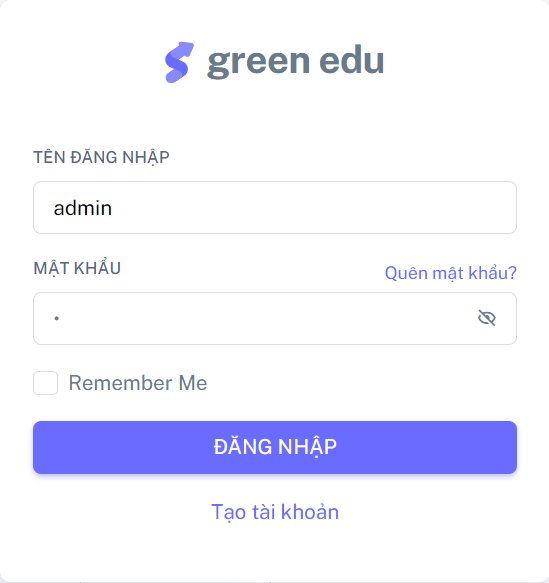 green edu
TÊN ĐĂNG NHẬP
admin
MẬT KHẨU
Quên mật khẩu?
•
Remember Me
ĐĂNG NHẬP
Tạo tài khoản